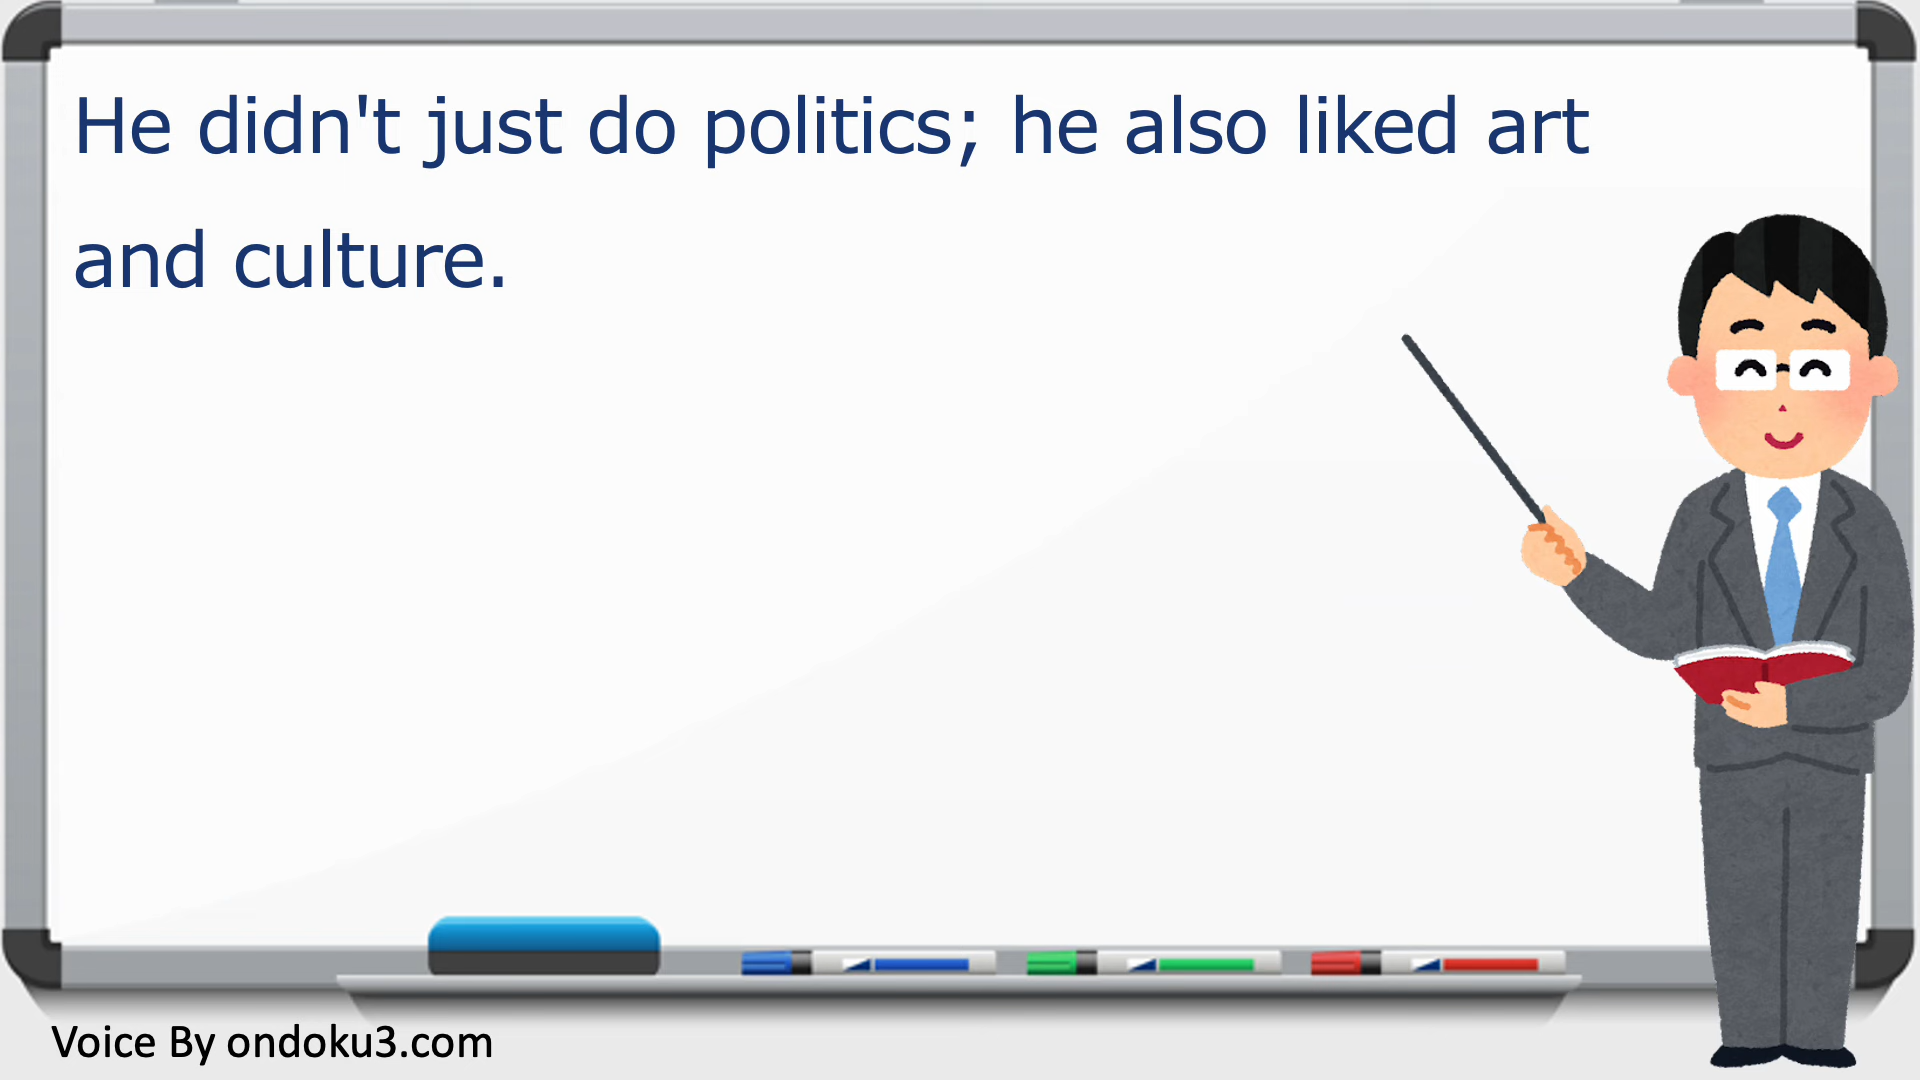 He didn't just do politics; he also liked art
and culture.
Voice By ondoku3.com